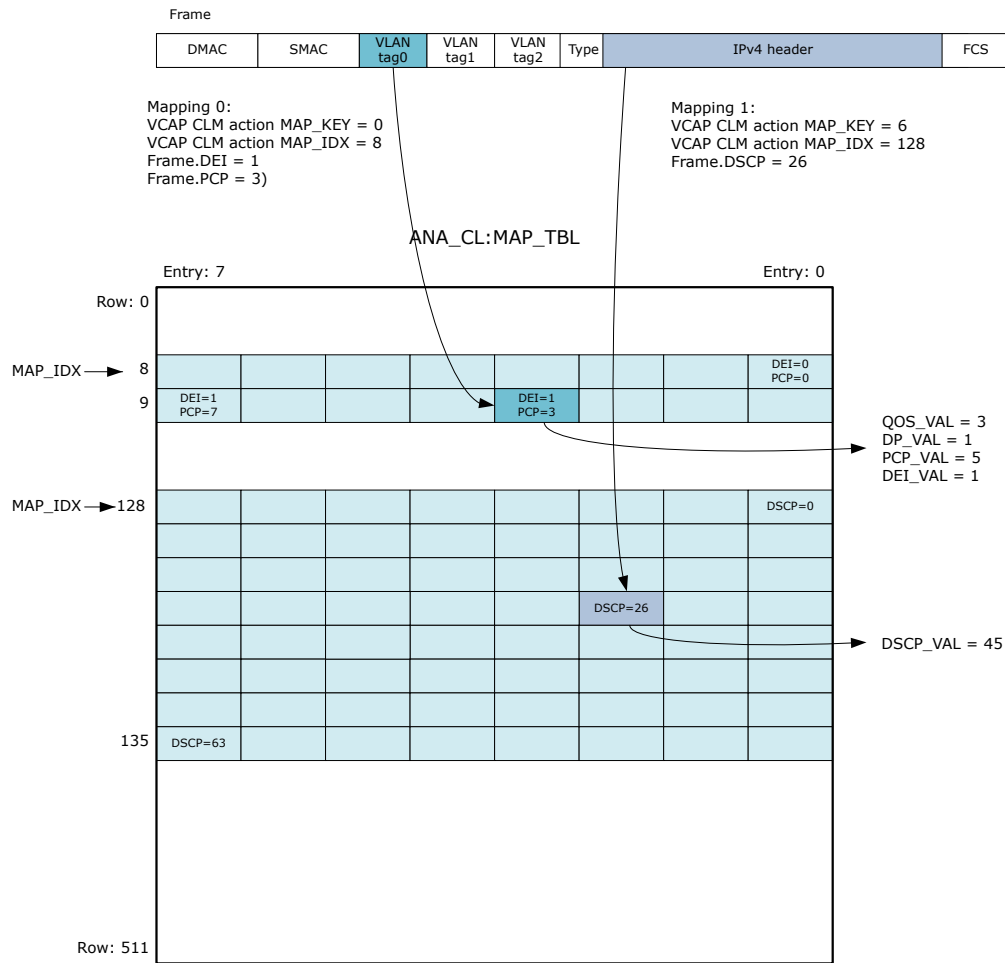 Frame
DMAC
SMAC
VLAN
tag0
VLAN
tag1
VLAN
tag2
Type
IPv4 header
FCS
Mapping 0:
VCAP CLM action MAP_KEY = 0
VCAP CLM action MAP_IDX = 8
Frame.DEI = 1
Frame.PCP = 3)
Mapping 1:
VCAP CLM action MAP_KEY = 6
VCAP CLM action MAP_IDX = 128
Frame.DSCP = 26
ANA_CL:MAP_TBL
Entry: 7
Entry: 0
Row: 0
MAP_IDX
8
DEI=0
PCP=0
9
DEI=1
PCP=7
DEI=1
PCP=3
QOS_VAL = 3
DP_VAL = 1
PCP_VAL = 5
DEI_VAL = 1
MAP_IDX
128
DSCP=0
DSCP=26
DSCP_VAL = 45
135
DSCP=63
Row: 511